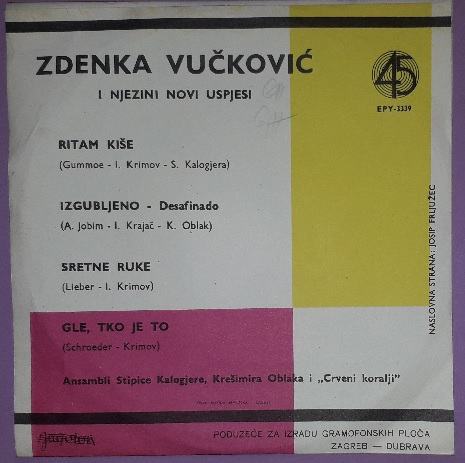 ZDENKA VUČKOVIĆ
I NJEZINI NOVI USPJESI
45
EPY-3339
RITAM KIŠE
(Gummoe - I. Krimov - S. Kalogjera)
IZGUBLJENO - Desafinado
(A. Jobim - I. Krajač - K. Oblak)
SRETNE RUKE
(Lieber - I. Krimov)
GLE, TKO JE TO
(Schroeder - Krimov)
Ansambli Stipice Kalogjere, Krešimira Oblaka i „Crveni koralji"
NASLOVNA STRANA: JOSIP FRLJUŽEC
Jugoton
PODUZEĆE ZA IZRADU GRAMOFONSKIH PLOČA
ZAGREB — DUBRAVA